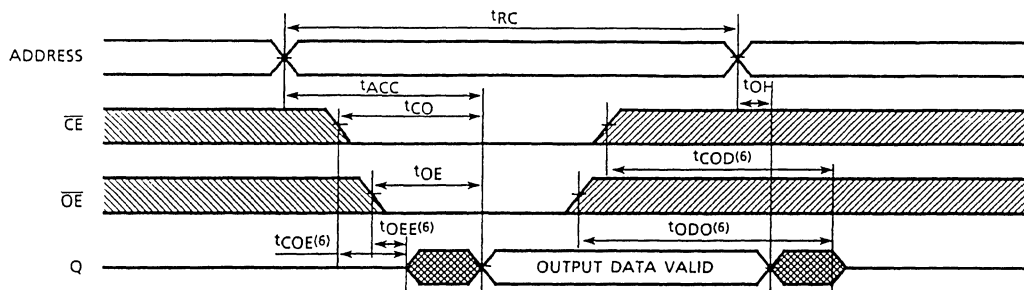 tRC
ADDRESS
tOH
tACC
tCO
CE
tCOD(6)
tOE
OE
tOEE(6)
tODO(6)
tCOE(6)
Q
OUTPUT DATA VALID